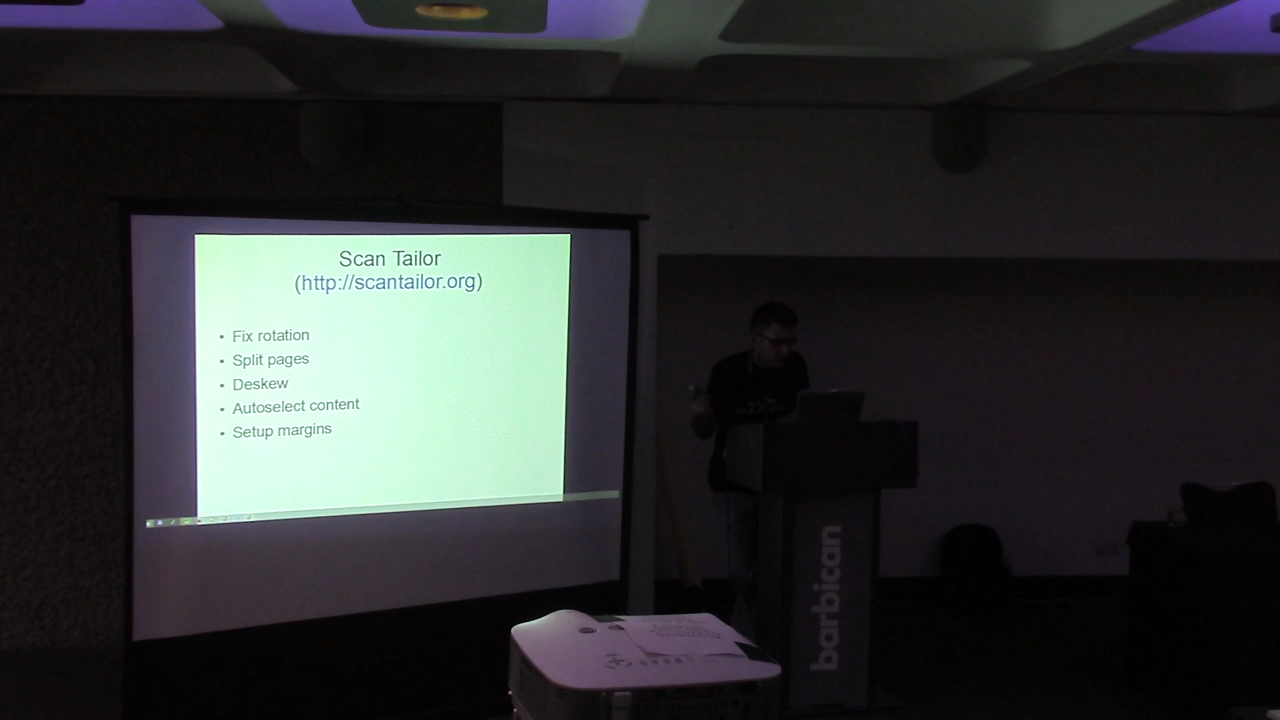 Scan Tailor
(http://scantailor.org)
• Fix rotation
• Split pages
• Deskew
• Autoselect content
• Setup margins
barbican